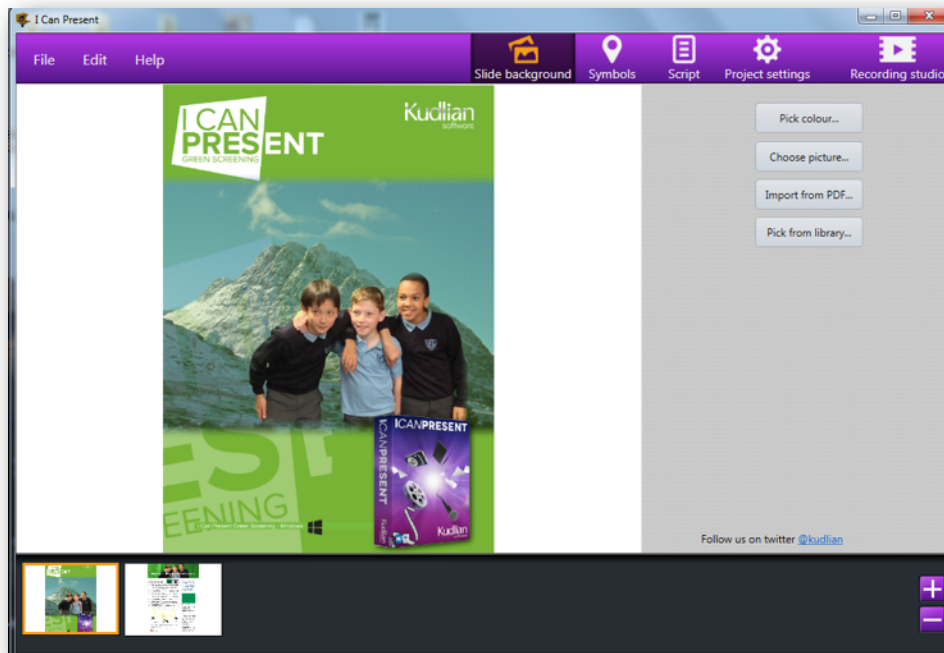 I Can Present
File Edit Help
Slide background Symbols Script Project settings Recording studio
I CAN
PRESENT
GREEN SCREENING
Kudlian
software
Pick colour...
Choose picture...
Import from PDF...
Pick from library...
ICANPRESENT
ICANPRESENT
Kudlian
Kudlian
EST
EENING
I Can Present Green Screening - Windows
Follow us on twitter @kudlian